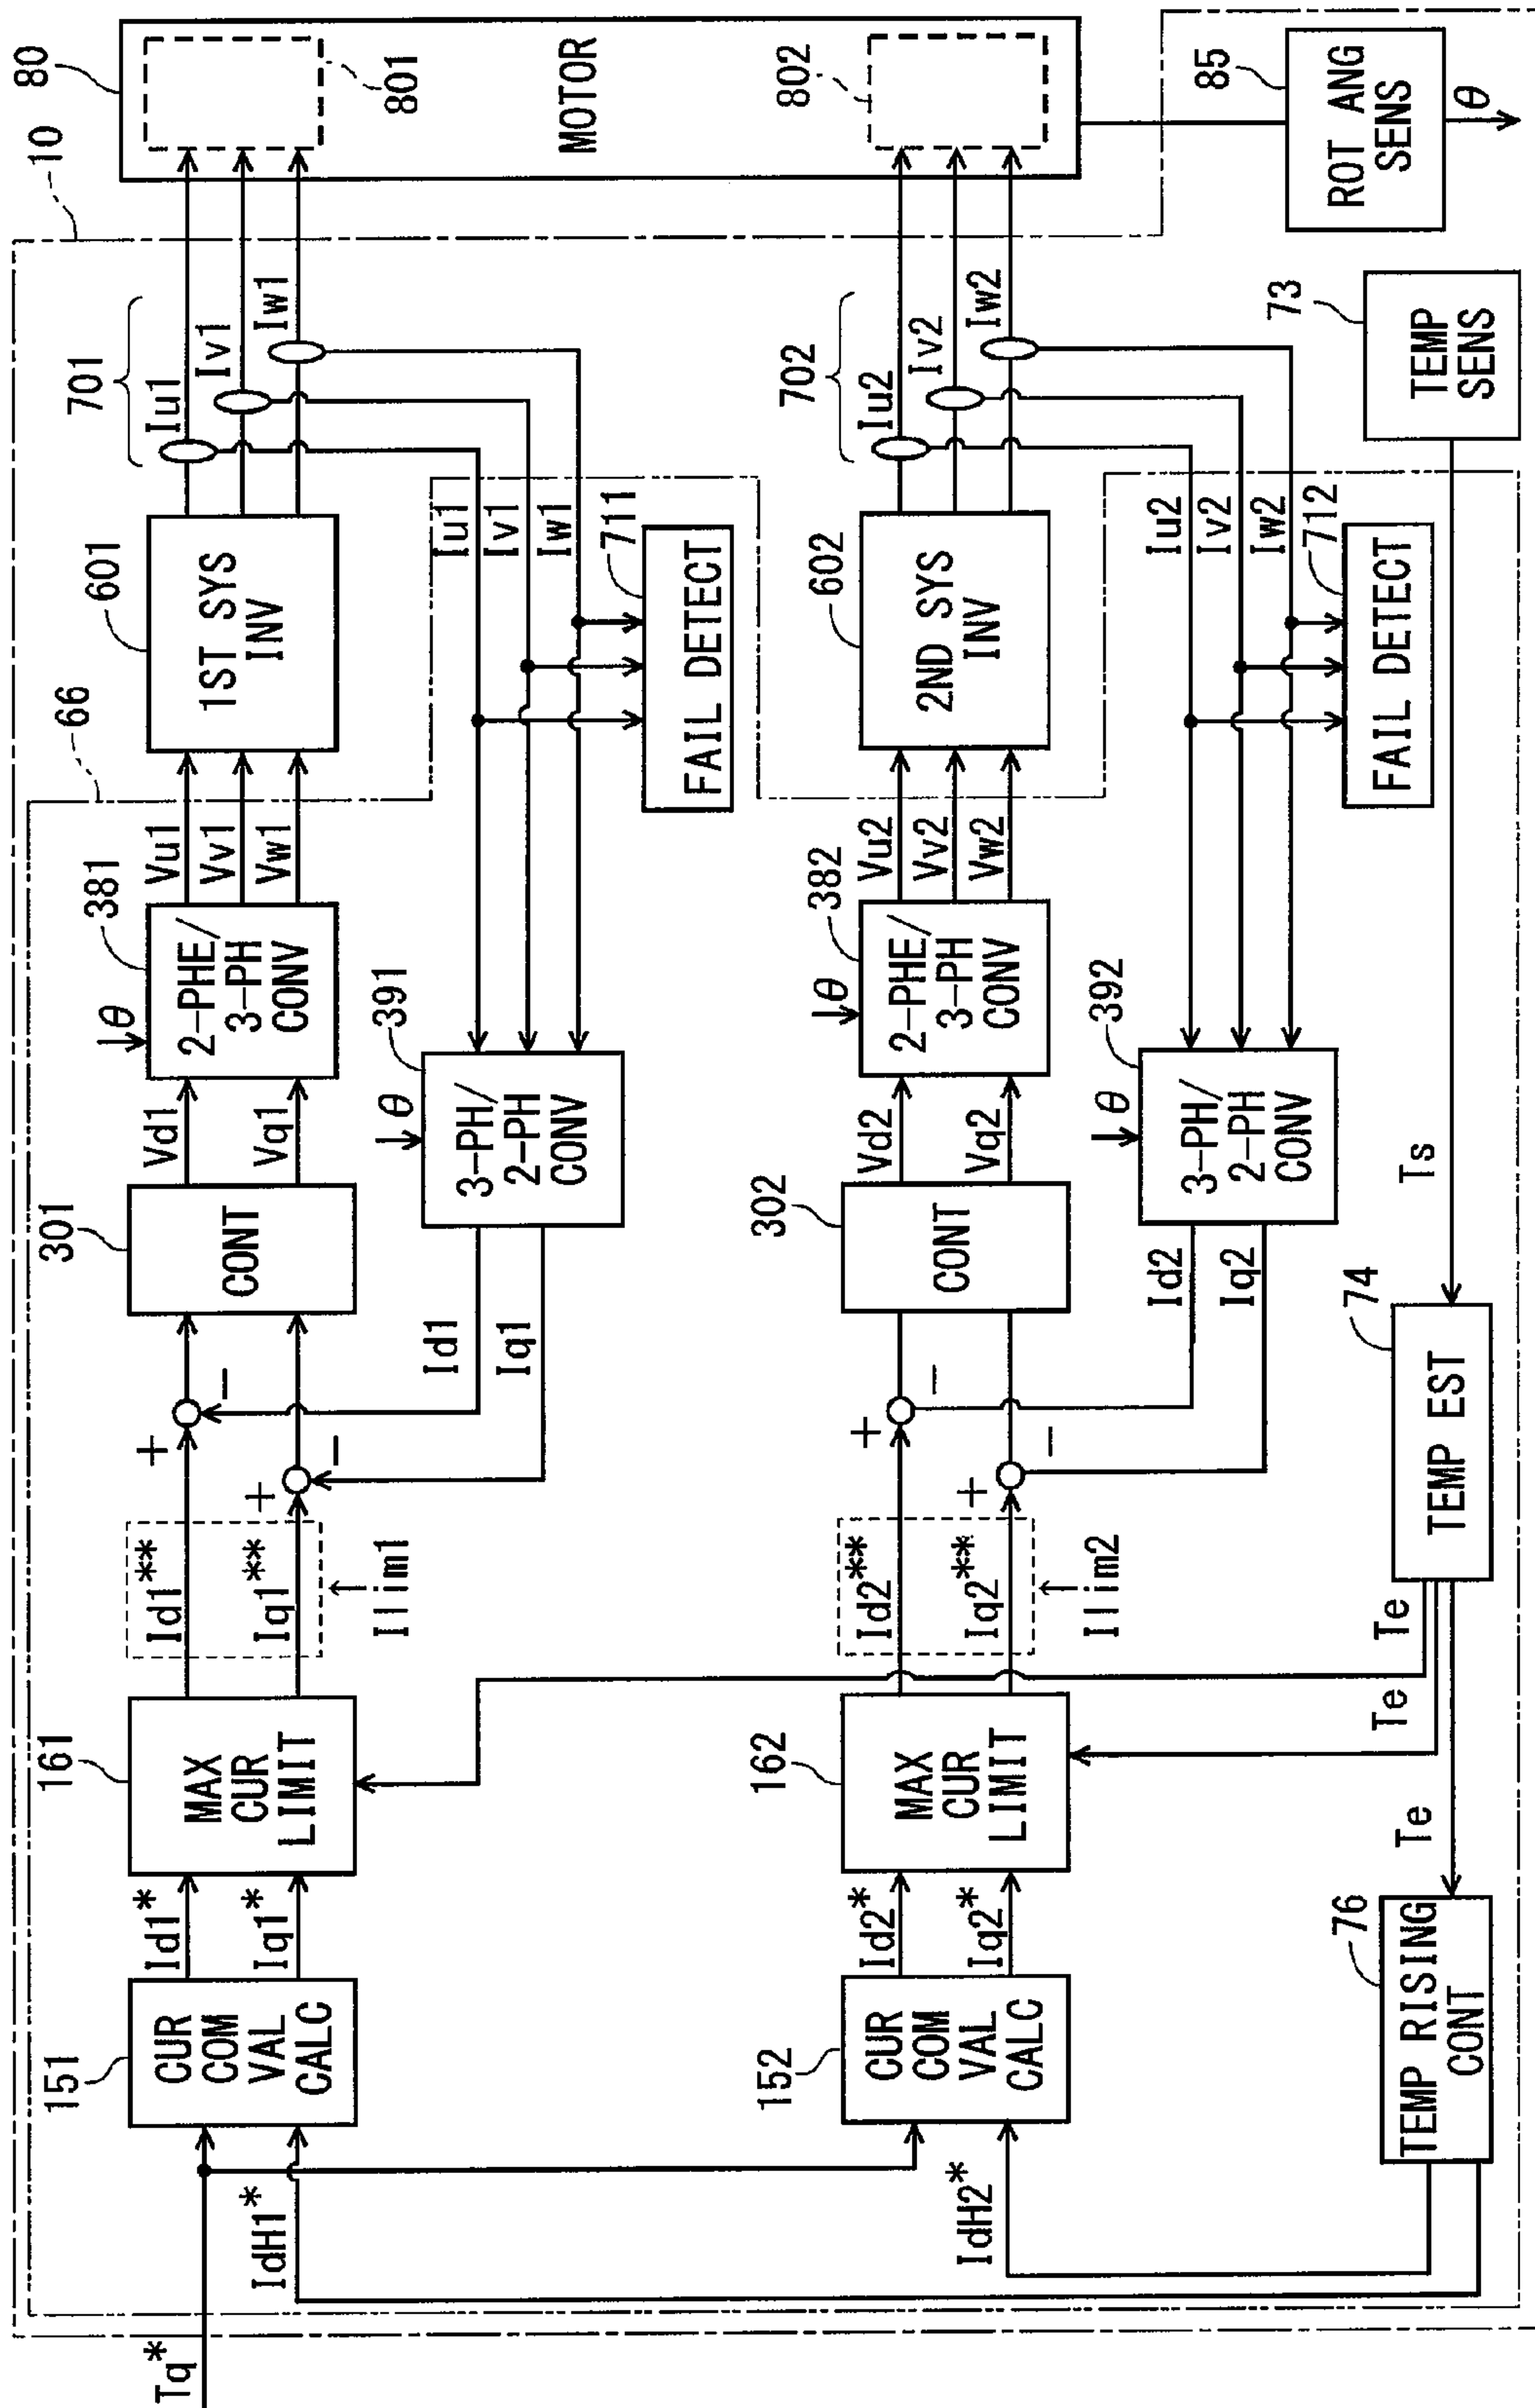 Tq*
IdH1*
IdH2*
151
CUR
COM
VAL
CALC
Id1*
Iq1*
161
MAX
CUR
LIMIT
Id1**
Iq1**
Ilim1
+
−
+
−
301
CONT
Vd1
Vq1
θ
381
2-PHE/
3-PH
CONV
Vu1
Vv1
Vw1
66
601
1ST SYS
INV
701
Iu1
Iv1
Iw1
10
80
801
MOTOR
802
Id1
Iq1
θ
391
3-PH/
2-PH
CONV
Iu1
Iv1
Iw1
711
FAIL DETECT
152
CUR
COM
VAL
CALC
Id2*
Iq2*
162
MAX
CUR
LIMIT
Id2**
Iq2**
Ilim2
+
−
+
−
302
CONT
Vd2
Vq2
θ
382
2-PHE/
3-PH
CONV
Vu2
Vv2
Vw2
602
2ND SYS
INV
702
Iu2
Iv2
Iw2
Id2
Iq2
θ
392
3-PH/
2-PH
CONV
Iu2
Iv2
Iw2
712
FAIL DETECT
85
ROT ANG
SENS
θ
76
TEMP RISING
CONT
Te
Te
Te
74
TEMP EST
Ts
73
TEMP
SENS